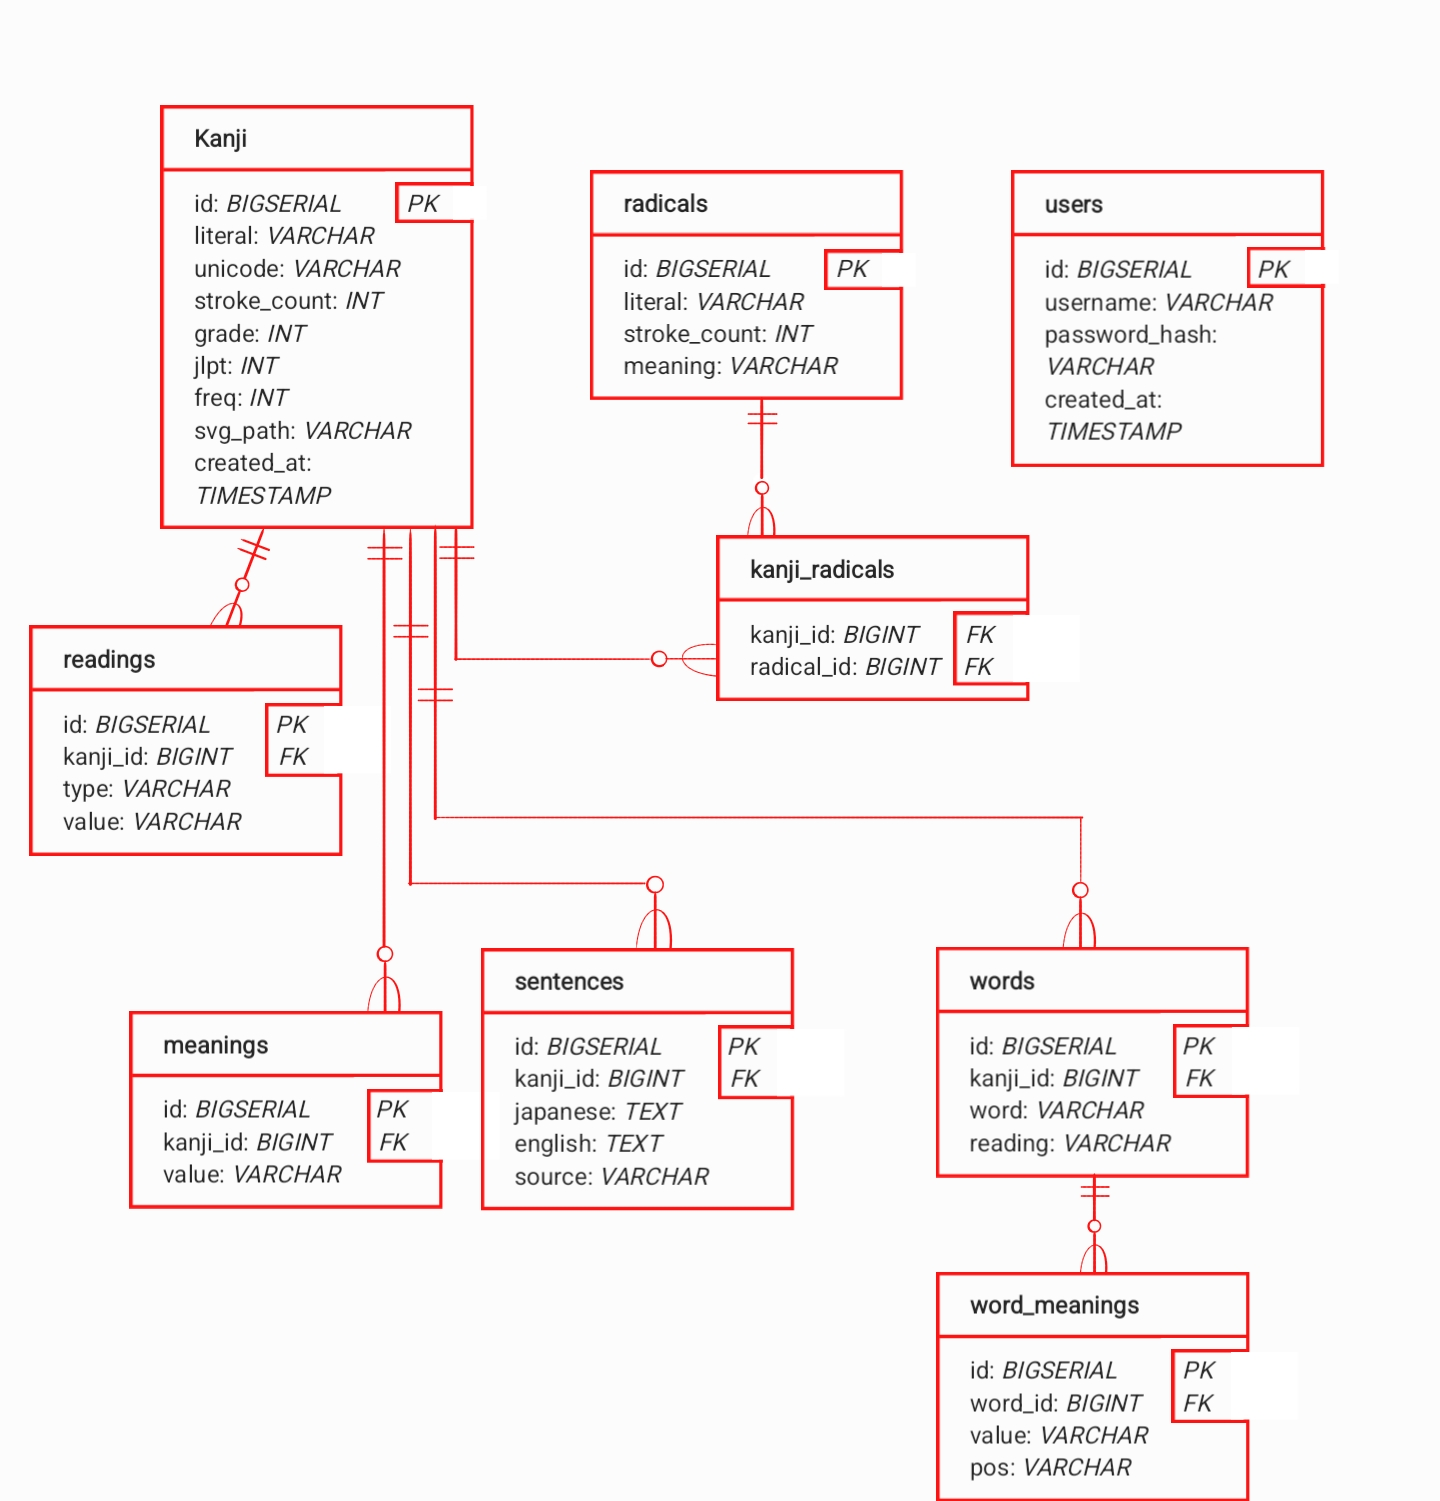 Kanji
id: BIGSERIAL PK
literal: VARCHAR
unicode: VARCHAR
stroke_count: INT
grade: INT
jlpt: INT
freq: INT
svg_path: VARCHAR
created_at:
TIMESTAMP
radicals
id: BIGSERIAL PK
literal: VARCHAR
stroke_count: INT
meaning: VARCHAR
users
id: BIGSERIAL PK
username: VARCHAR
password_hash:
VARCHAR
created_at:
TIMESTAMP
kanji_radicals
kanji_id: BIGINT FK
radical_id: BIGINT FK
readings
id: BIGSERIAL PK
kanji_id: BIGINT FK
type: VARCHAR
value: VARCHAR
meanings
id: BIGSERIAL PK
kanji_id: BIGINT FK
value: VARCHAR
sentences
id: BIGSERIAL PK
kanji_id: BIGINT FK
japanese: TEXT
english: TEXT
source: VARCHAR
words
id: BIGSERIAL PK
kanji_id: BIGINT FK
word: VARCHAR
reading: VARCHAR
word_meanings
id: BIGSERIAL PK
word_id: BIGINT FK
value: VARCHAR
pos: VARCHAR